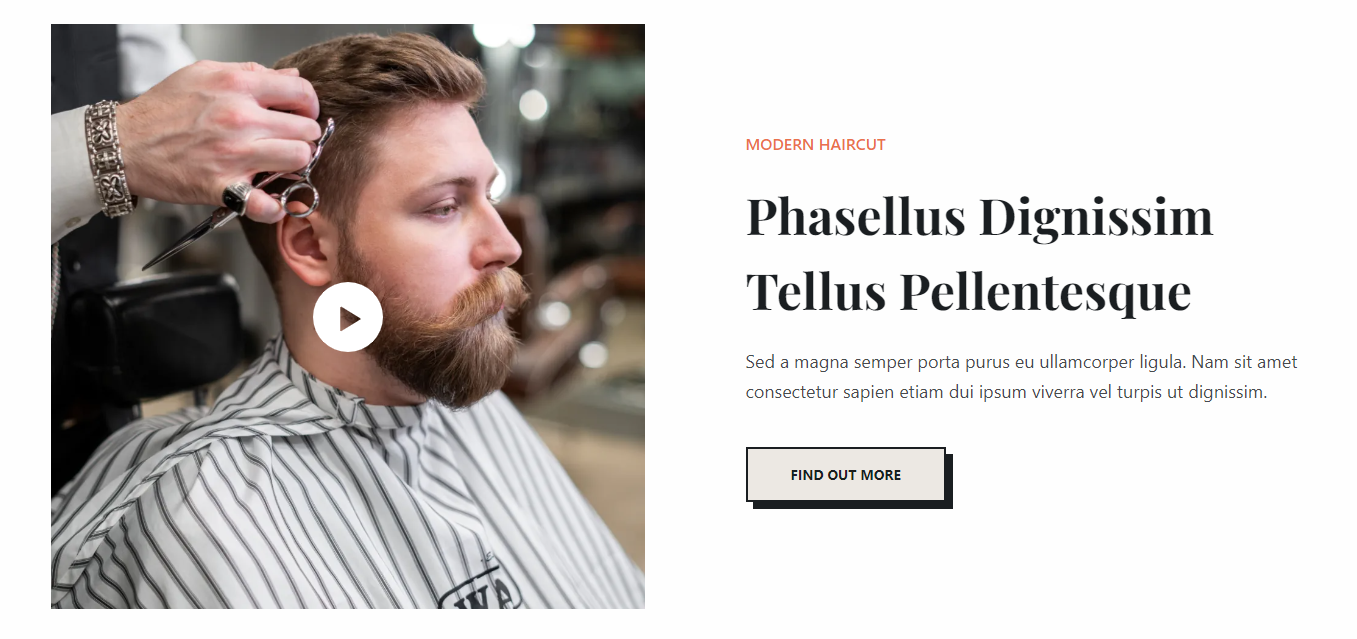 MODERN HAIRCUT
Phasellus Dignissim
Tellus Pellentesque
Sed a magna semper porta purus eu ullamcorper ligula. Nam sit amet
consectetur sapien etiam dui ipsum viverra vel turpis ut dignissim.
FIND OUT MORE